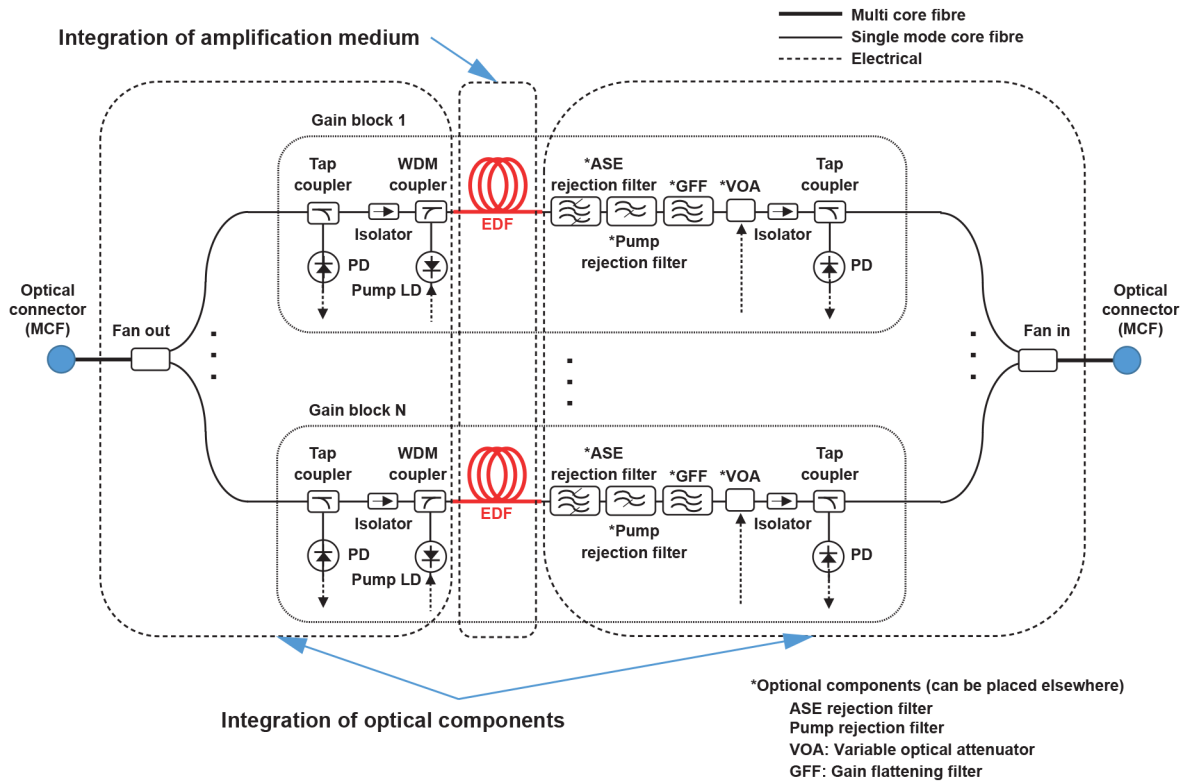 Multi core fibre
Single mode core fibre
Electrical
Integration of amplification medium
Gain block 1
Tap
coupler
WDM
coupler
*ASE
rejection filter
*GFF
*VOA
Tap
coupler
Isolator
EDF
*Pump
rejection filter
Isolator
PD
Pump LD
PD
Optical
connector
(MCF)
Fan out
Fan in
Optical
connector
(MCF)
Gain block N
Tap
coupler
WDM
coupler
*ASE
rejection filter
*GFF
*VOA
Tap
coupler
Isolator
EDF
*Pump
rejection filter
Isolator
PD
Pump LD
PD
Integration of optical components
*Optional components (can be placed elsewhere)
ASE rejection filter
Pump rejection filter
VOA: Variable optical attenuator
GFF: Gain flattening filter